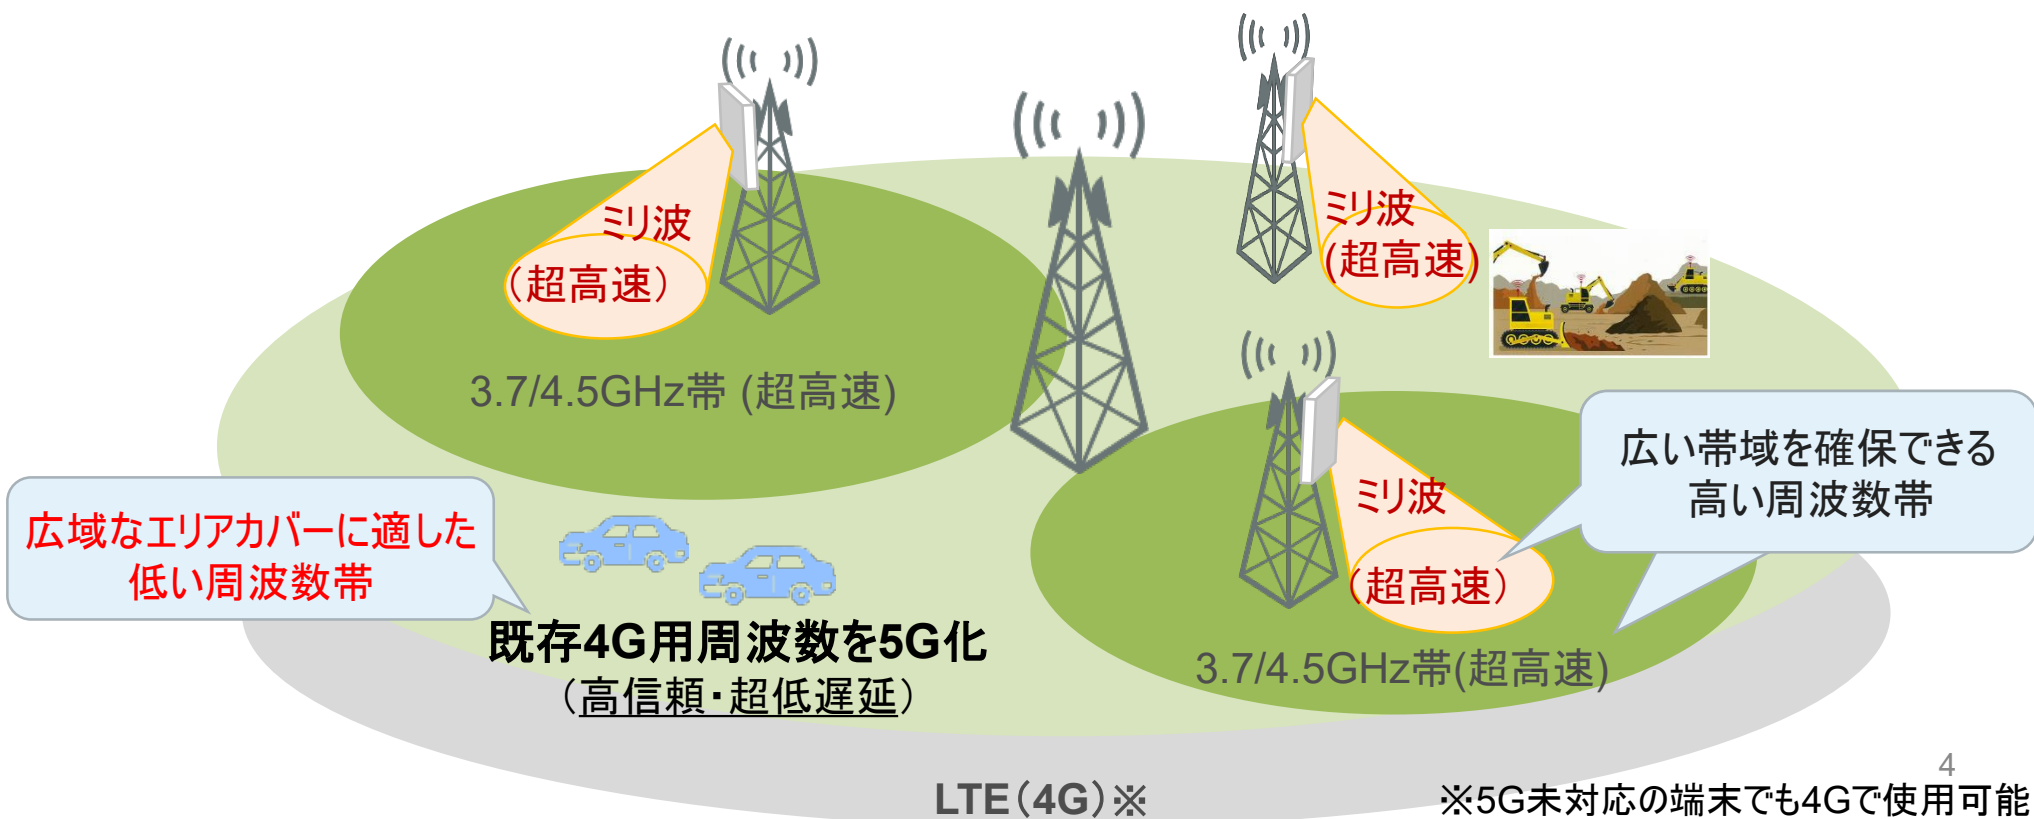 ミリ波
(超高速)
ミリ波
(超高速)
3.7/4.5GHz帯 (超高速)
広い帯域を確保できる
高い周波数帯
ミリ波
(超高速)
広域なエリアカバーに適した
低い周波数帯
既存4G用周波数を5G化
(高信頼・超低遅延)
3.7/4.5GHz帯(超高速)
LTE(4G)※
4
※5G未対応の端末でも4Gで使用可能